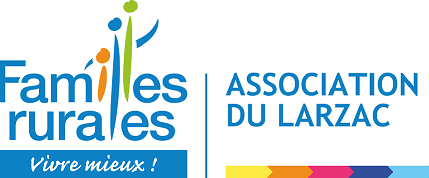 Familles
rurales
Vivre mieux !
ASSOCIATION
DU LARZAC